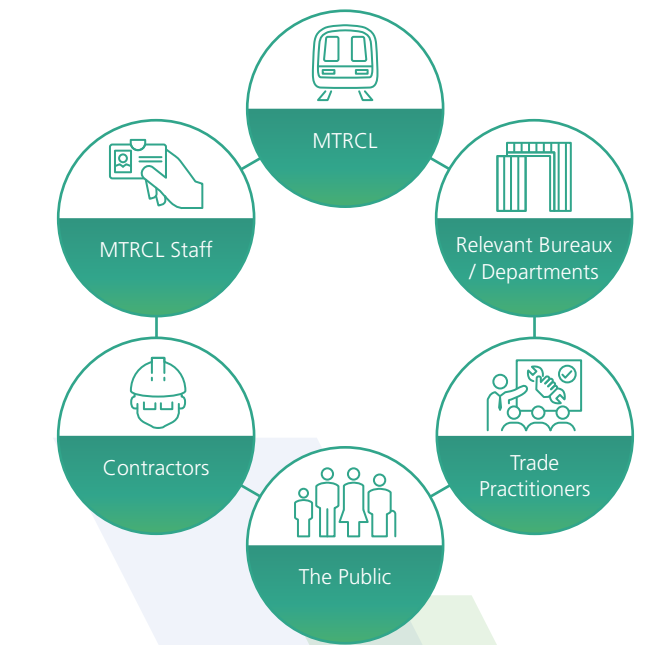 MTRCL
MTRCL Staff
Relevant Bureaux
/ Departments
Contractors
Trade
Practitioners
The Public